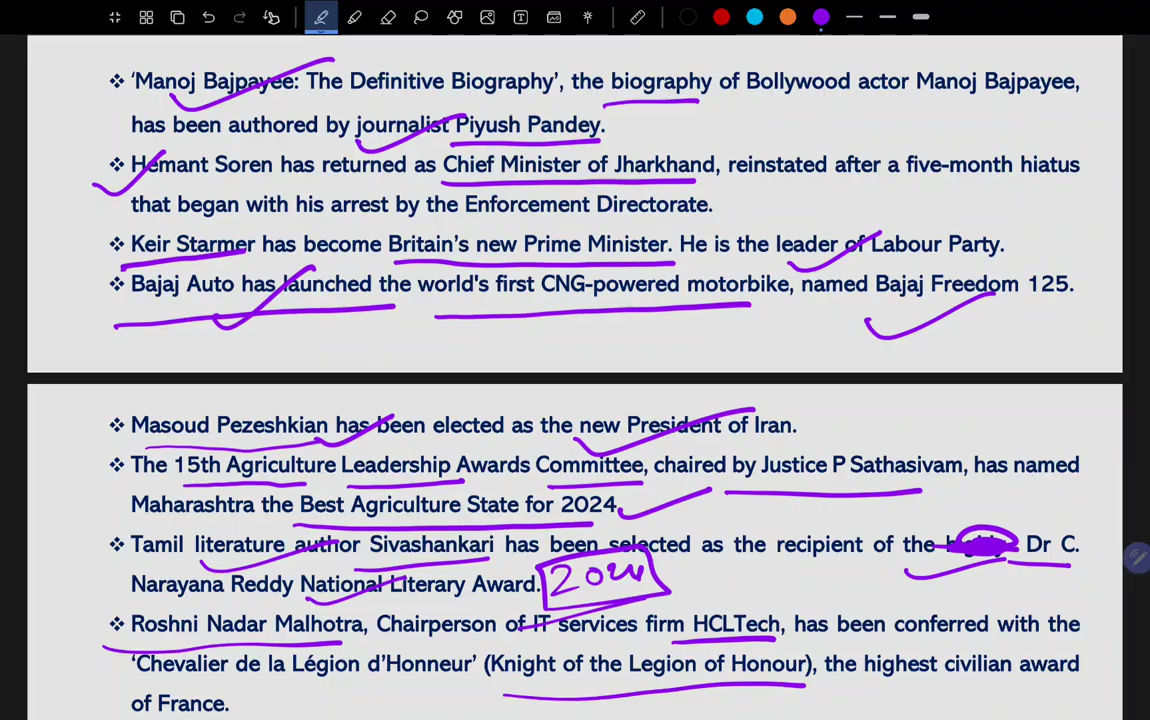 ❖ ‘Manoj Bajpayee: The Definitive Biography’, the biography of Bollywood actor Manoj Bajpayee,
has been authored by journalist Piyush Pandey.
❖ Hemant Soren has returned as Chief Minister of Jharkhand, reinstated after a five-month hiatus
that began with his arrest by the Enforcement Directorate.
❖ Keir Starmer has become Britain’s new Prime Minister. He is the leader of Labour Party.
❖ Bajaj Auto has launched the world's first CNG-powered motorbike, named Bajaj Freedom 125.
❖ Masoud Pezeshkian has been elected as the new President of Iran.
❖ The 15th Agriculture Leadership Awards Committee, chaired by Justice P Sathasivam, has named
Maharashtra the Best Agriculture State for 2024.
❖ Tamil literature author Sivashankari has been selected as the recipient of the Dr C.
Narayana Reddy National Literary Award. 2024
❖ Roshni Nadar Malhotra, Chairperson of IT services firm HCLTech, has been conferred with the
‘Chevalier de la Légion d’Honneur’ (Knight of the Legion of Honour), the highest civilian award
of France.